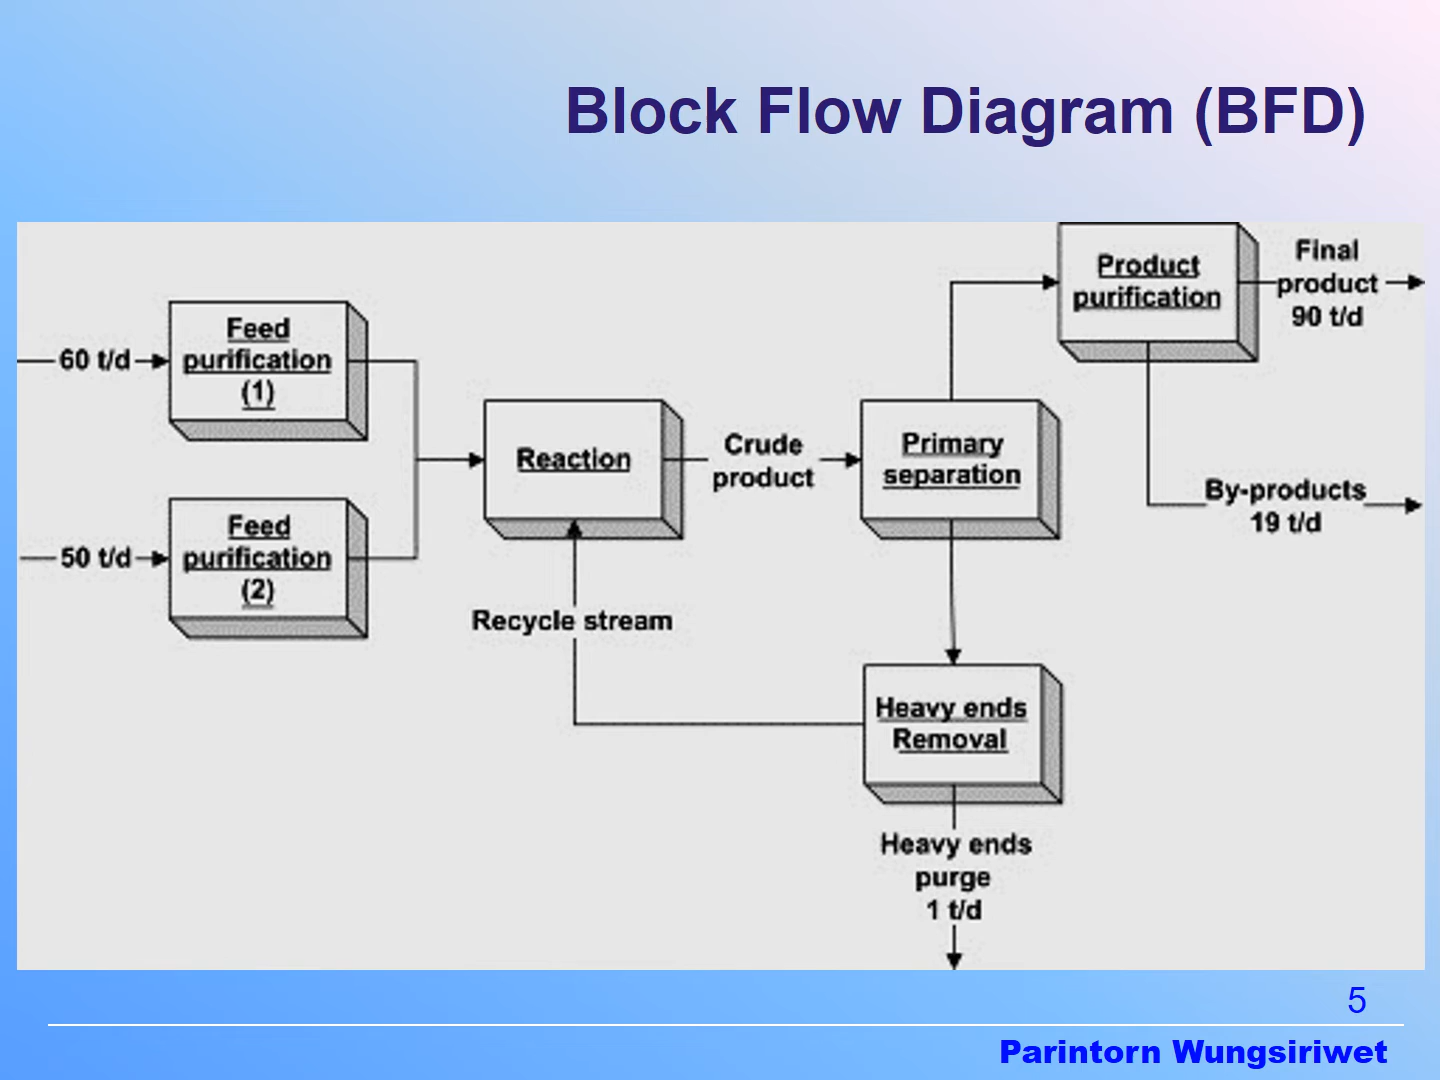 Block Flow Diagram (BFD)
60 t/d
Feed
purification
(1)
50 t/d
Feed
purification
(2)
Reaction
Crude
product
Primary
separation
Product
purification
Final
product
90 t/d
By-products
19 t/d
Recycle stream
Heavy ends
Removal
Heavy ends
purge
1 t/d
5
Parintorn Wungsiriwet